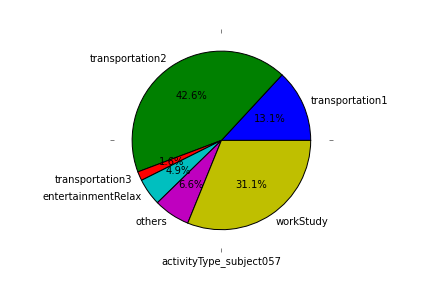 transportation2
42.6%
transportation1
13.1%
1.6%
transportation3
4.9%
entertainmentRelax
6.6%
31.1%
others
workStudy
activityType_subject057